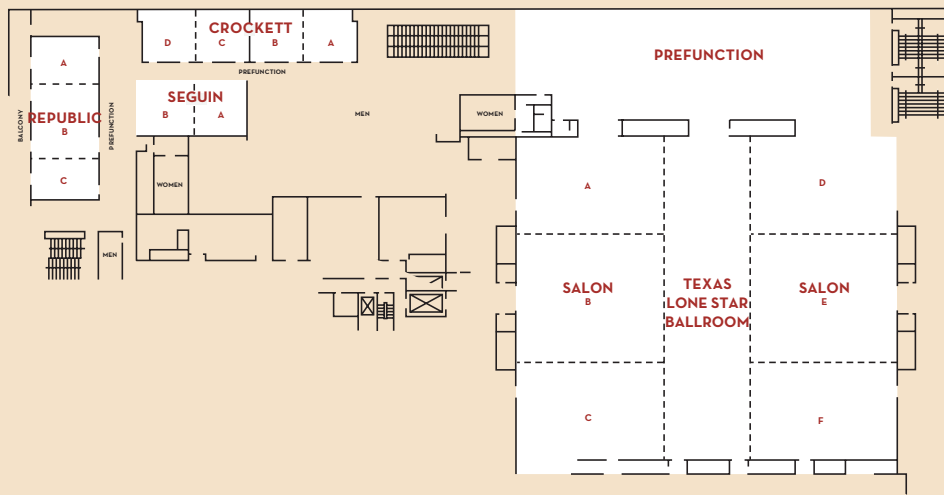 CROCKETT
D
C
B
A
PREFUNCTION
SEGUIN
B
A
A
REPUBLIC
B
C
BALCONY
PREFUNCTION
MEN
WOMEN
WOMEN
MEN
PREFUNCTION
A
D
SALON
B
TEXAS
LONE STAR
BALLROOM
SALON
E
C
F